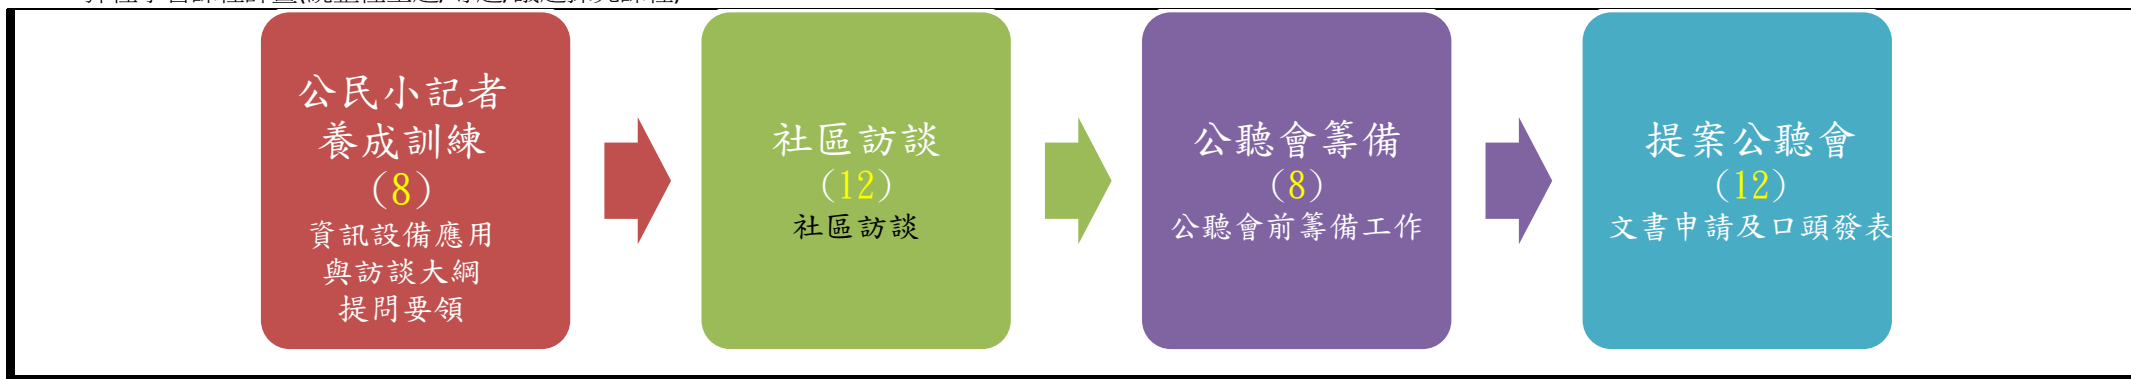 公民小記者
養成訓練
(8)
資訊設備應用
與訪談大綱
提問要領
社區訪談
(12)
社區訪談
公聽會籌備
(8)
公聽會前籌備工作
提案公聽會
(12)
文書申請及口頭發表